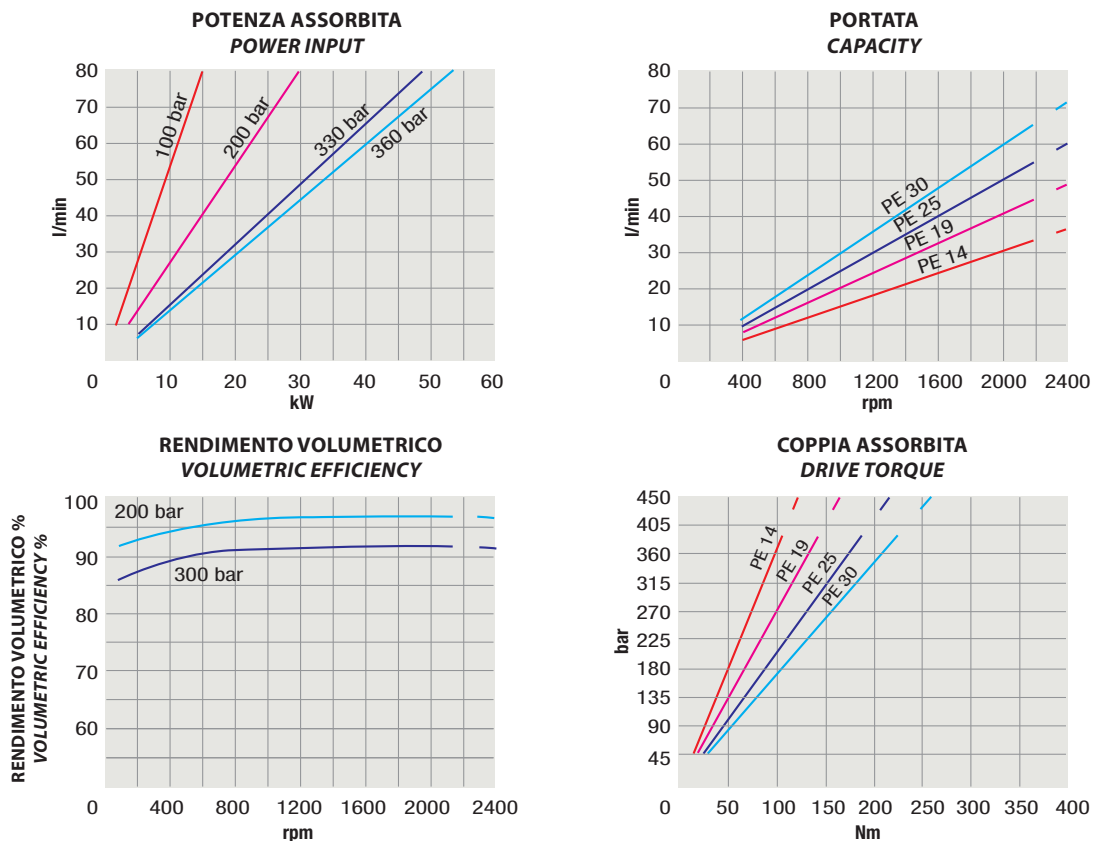 POTENZA ASSORBITA
POWER INPUT
80
70
60
50
40
30
20
10
l/min
100 bar
200 bar
330 bar
360 bar
0 10 20 30 40 50 60
kW
PORTATA
CAPACITY
80
70
60
50
40
30
20
10
l/min
PE 30
PE 25
PE 19
PE 14
0 400 800 1200 1600 2000 2400
rpm
RENDIMENTO VOLUMETRICO
VOLUMETRIC EFFICIENCY
RENDIMENTO VOLUMETRICO %
VOLUMETRIC EFFICIENCY %
100
90
80
70
60
200 bar
300 bar
0 400 800 1200 1600 2000 2400
rpm
COPPIA ASSORBITA
DRIVE TORQUE
450
405
360
315
270
225
180
135
90
45
bar
PE 14
PE 19
PE 25
PE 30
0 50 100 150 200 250 300 350 400
Nm